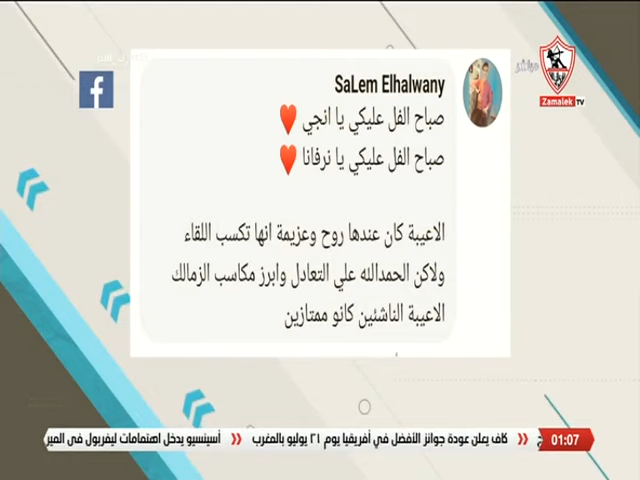 مباشر
Zamalek TV
SaLem Elhalwany
صباح الفل عليكي يا انجي
صباح الفل عليكي يا نرفانا
الاعيبة كان عندها روح وعزيمة انها تكسب اللقاء
ولاكن الحمدالله علي التعادل وابرز مكاسب الزمالك
الاعيبة الناشئين كانو ممتازين
01:07
كاف يعلن عودة جوائز الأفضل في أفريقيا يوم ٢١ يوليو بالمغرب
أسينسيو يدخل اهتمامات ليفربول فى المير